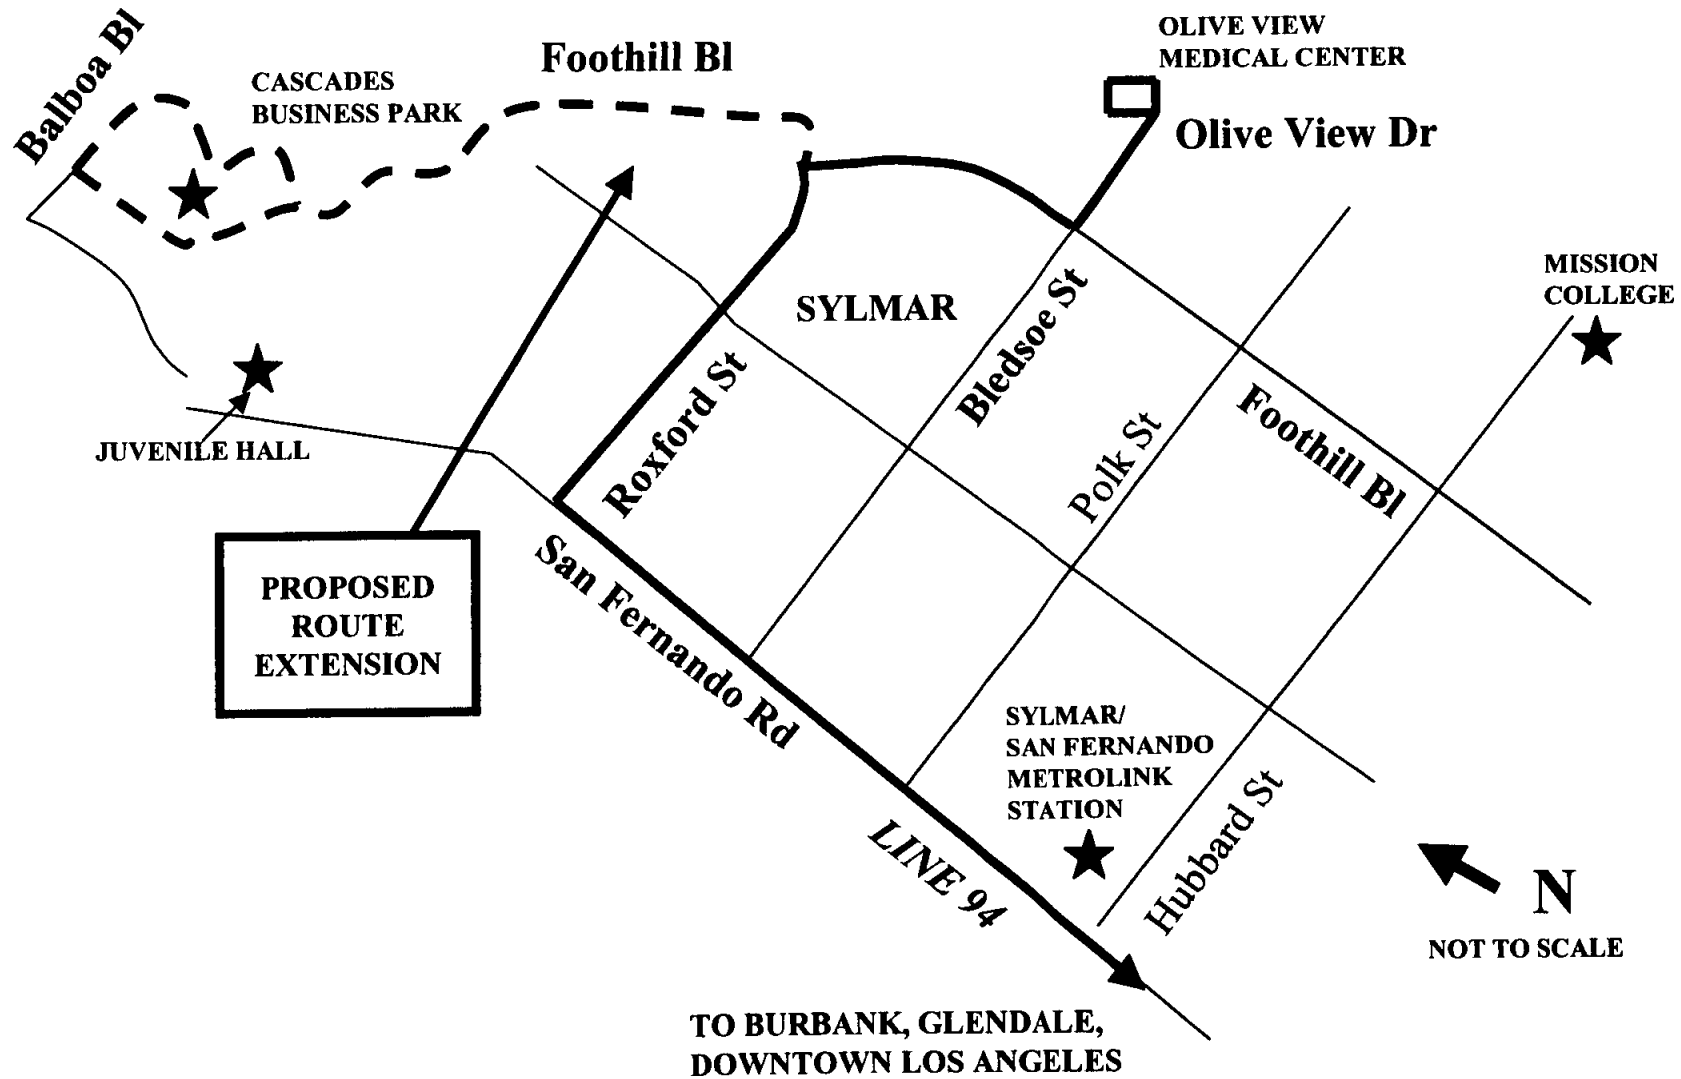 Balboa Bl
CASCADES
BUSINESS PARK
Foothill Bl
OLIVE VIEW
MEDICAL CENTER
Olive View Dr
MISSION
COLLEGE
SYLMAR
Bledsoe St
Roxford St
Polk St
Foothill Bl
JUVENILE HALL
PROPOSED
ROUTE
EXTENSION
San Fernando Rd
SYLMAR/
SAN FERNANDO
METROLINK
STATION
Hubbard St
LINE 94
N
NOT TO SCALE
TO BURBANK, GLENDALE,
DOWNTOWN LOS ANGELES